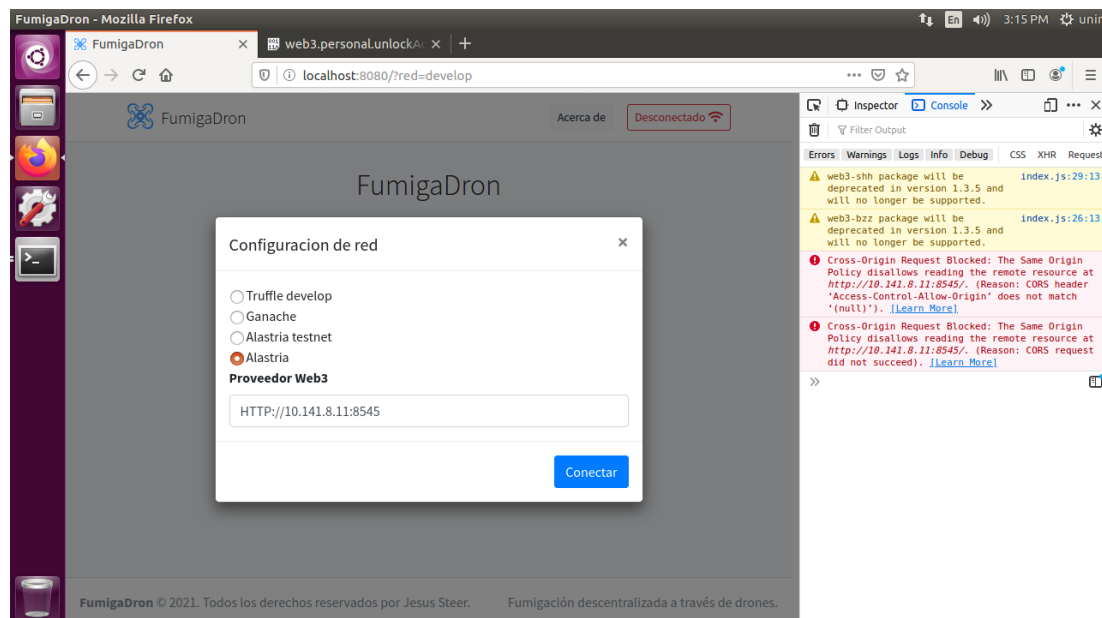 FumigaDron - Mozilla Firefox
En
3:15 PM
unir
FumigaDron
web3.personal.unlockAc
localhost:8080/?red=develop
FumigaDron
Acerca de
Desconectado
FumigaDron
Configuracion de red
Truffle develop
Ganache
Alastria testnet
Alastria
Proveedor Web3
HTTP://10.141.8.11:8545
Conectar
FumigaDron © 2021. Todos los derechos reservados por Jesus Steer.
Fumigación descentralizada a través de drones.
Inspector
Console
Filter Output
Errors Warnings Logs Info Debug CSS XHR Request
web3-shh package will be index.js:29:13
deprecated in version 1.3.5 and
will no longer be supported.
web3-bzz package will be index.js:26:13
deprecated in version 1.3.5 and
will no longer be supported.
Cross-Origin Request Blocked: The Same Origin
Policy disallows reading the remote resource at
http://10.141.8.11:8545/. (Reason: CORS header
‘Access-Control-Allow-Origin’ does not match
‘(null)’). [Learn More]
Cross-Origin Request Blocked: The Same Origin
Policy disallows reading the remote resource at
http://10.141.8.11:8545/. (Reason: CORS request
did not succeed). [Learn More]